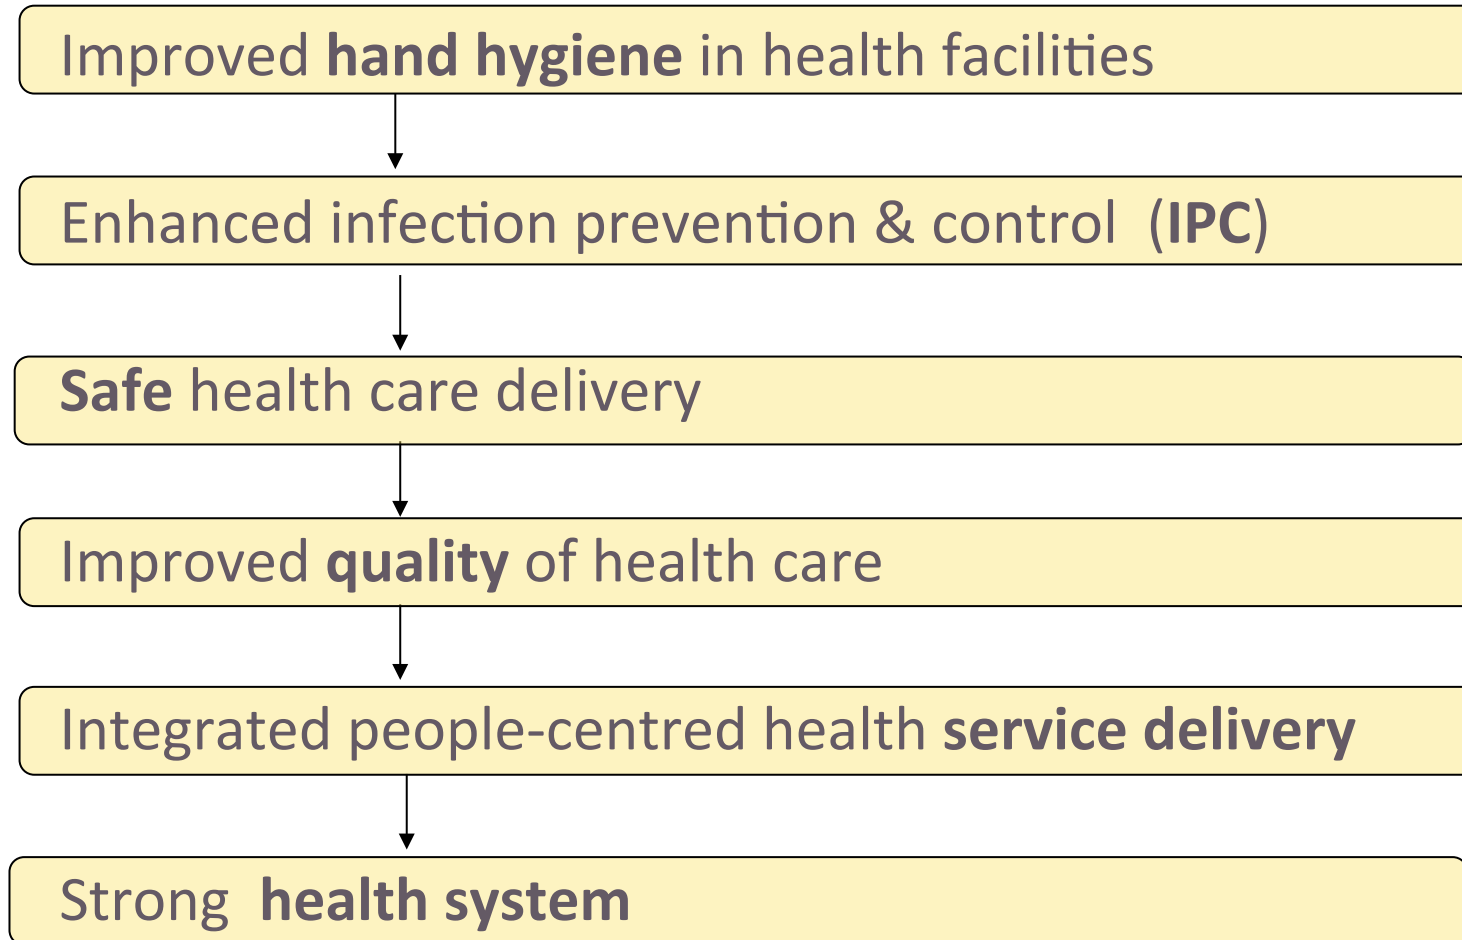 Improved hand hygiene in health facilities
Enhanced infection prevention & control (IPC)
Safe health care delivery
Improved quality of health care
Integrated people-centred health service delivery
Strong health system